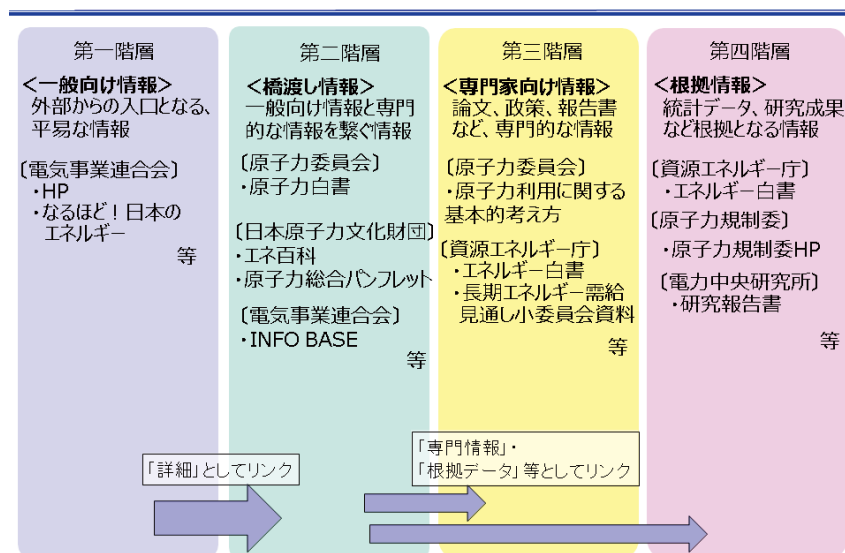 第一階層
<一般向け情報>
外部からの入口となる、
平易な情報
〔電気事業連合会〕
・HP
・なるほど！日本の
エネルギー
等
第二階層
<橋渡し情報>
一般向け情報と専門
的な情報を繋ぐ情報
〔原子力委員会〕
・原子力白書
〔日本原子力文化財団〕
・エネ百科
・原子力総合パンフレット
〔電気事業連合会〕
・INFO BASE
等
第三階層
<専門家向け情報>
論文、政策、報告書
など、専門的な情報
〔原子力委員会〕
・原子力利用に関する
基本的考え方
〔資源エネルギー庁〕
・エネルギー白書
・長期エネルギー需給
見通し小委員会資料
等
第四階層
<根拠情報>
統計データ、研究成果
など根拠となる情報
〔資源エネルギー庁〕
・エネルギー白書
〔原子力規制委〕
・原子力規制委HP
〔電力中央研究所〕
・研究報告書
等
「詳細」としてリンク
「専門情報」・
「根拠データ」等としてリンク